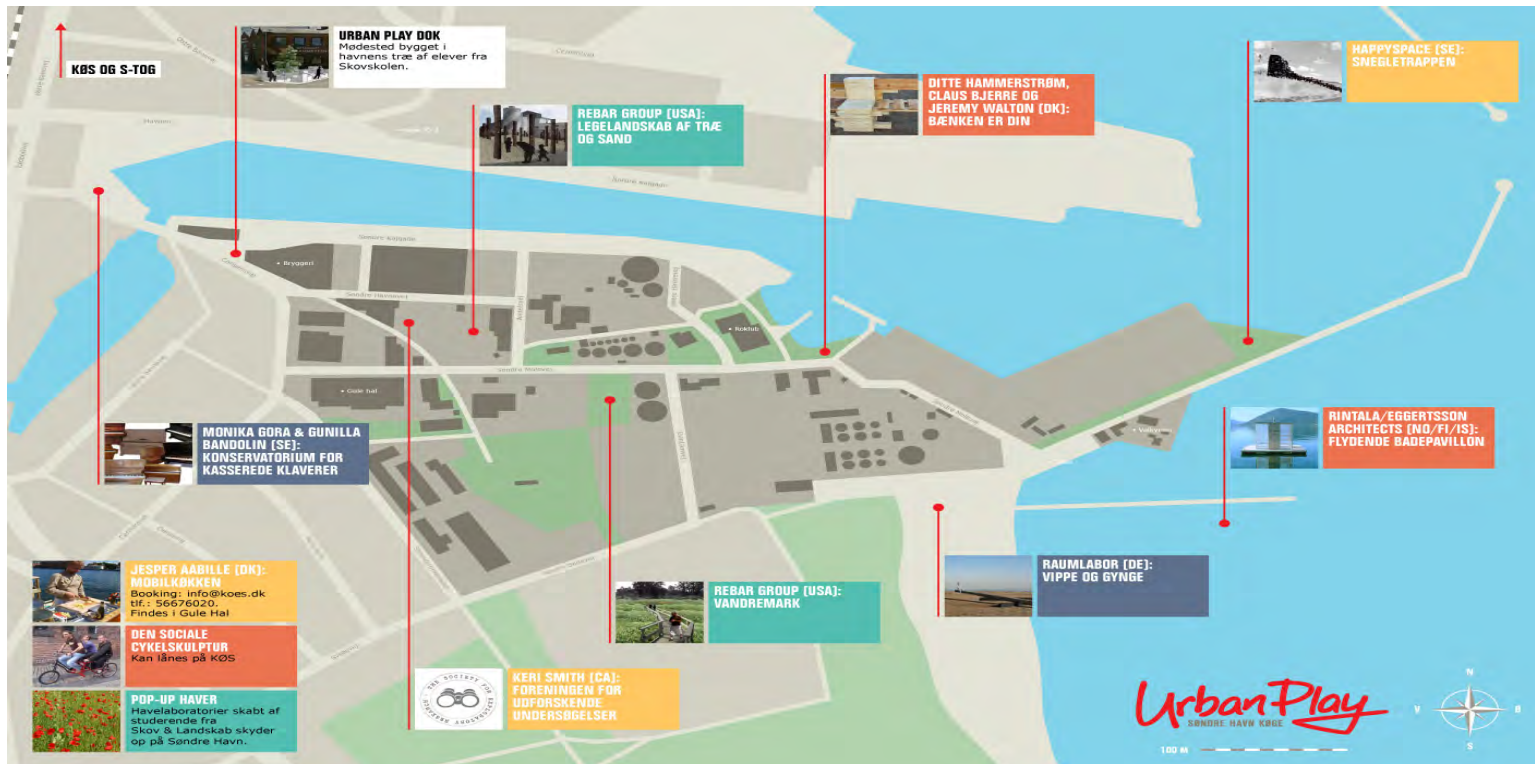 KØS OG S-TOG
URBAN PLAY DOK
Mødested bygget i
havnens træ af elever fra
Skovskolen.
REBAR GROUP (USA):
LEGELANDSKAB AF TRÆ
OG SAND
DITTE HAMMERSTRØM,
CLAUS BJERRE OG
JEREMY WALTON (DK):
BÆNKEN ER DIN
HAPPYSPACE (SE):
SNEGLETRAPPEN
Bryggeri
Roklub
Gule hal
MONIKA GORA & GUNILLA
BANDOLIN (SE):
KONSERVATORIUM FOR
KASSEREDE KLAVERER
RINTALA/EGGERTSSON
ARCHITECTS (NO/FI/IS):
FLYDENDE BADEPAVILLON
JESPER AABILLE (DK):
MOBILKØKKEN
Booking: info@koes.dk
tlf.: 56676020.
Findes i Gule Hal
DEN SOCIALE
CYKELSKULPTUR
Kan lånes på KØS
POP-UP HAVER
Havelaboratorier skabt af
studerende fra
Skov & Landskab skyder
op på Søndre Havn.
RAUMLABOR (DE):
VIPPE OG GYNGE
REBAR GROUP (USA):
VANDREMARK
KERI SMITH (CA):
FORENINGEN FOR
UDFORSKENDE
UNDERSØGELSER
Urban Play
SØNDRE HAVN KØGE
100 M
N
V
Ø
S